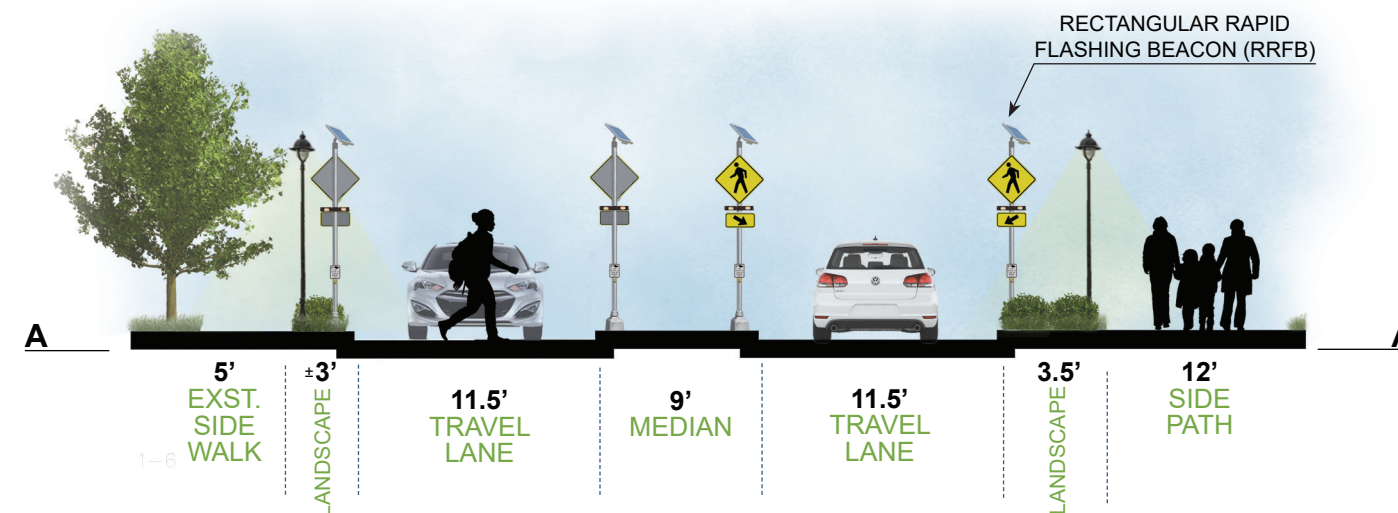 RECTANGULAR RAPID
FLASHING BEACON (RRFB)
A
5’
EXST.
SIDE
WALK
±3’
LANDSCAPE
11.5’
TRAVEL
LANE
9’
MEDIAN
11.5’
TRAVEL
LANE
3.5’
LANDSCAPE
12’
SIDE
PATH
1–6